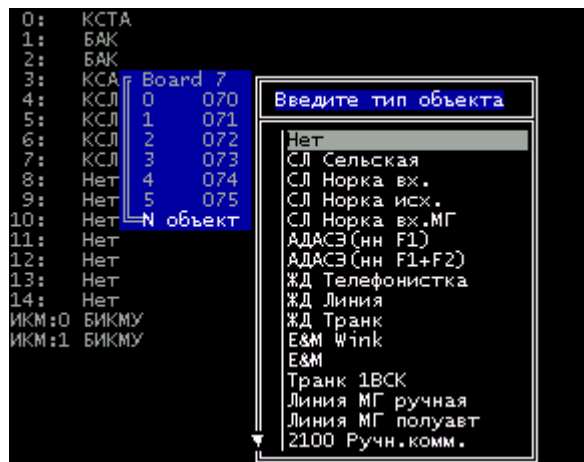 0: КСТА
1: БАК
2: БАК
3: КСА
4: КСЛ
5: КСЛ
6: КСЛ
7: КСЛ
8: Нет
9: Нет
10: Нет
11: Нет
12: Нет
13: Нет
14: Нет
ИКМ:0 БИКМУ
ИКМ:1 БИКМУ
Board 7
0 070
1 071
2 072
3 073
4 074
5 075
N объект
Введите тип объекта
Нет
СЛ Сельская
СЛ Норка вх.
СЛ Норка исх.
СЛ Норка вх.МГ
АДАСЭ(нн F1)
АДАСЭ(нн F1+F2)
ЖД Телефонистка
ЖД Линия
ЖД Транк
E&M Wink
E&M
Транк 1ВСК
Линия МГ ручная
Линия МГ полуавт
2100 Ручн.комм.